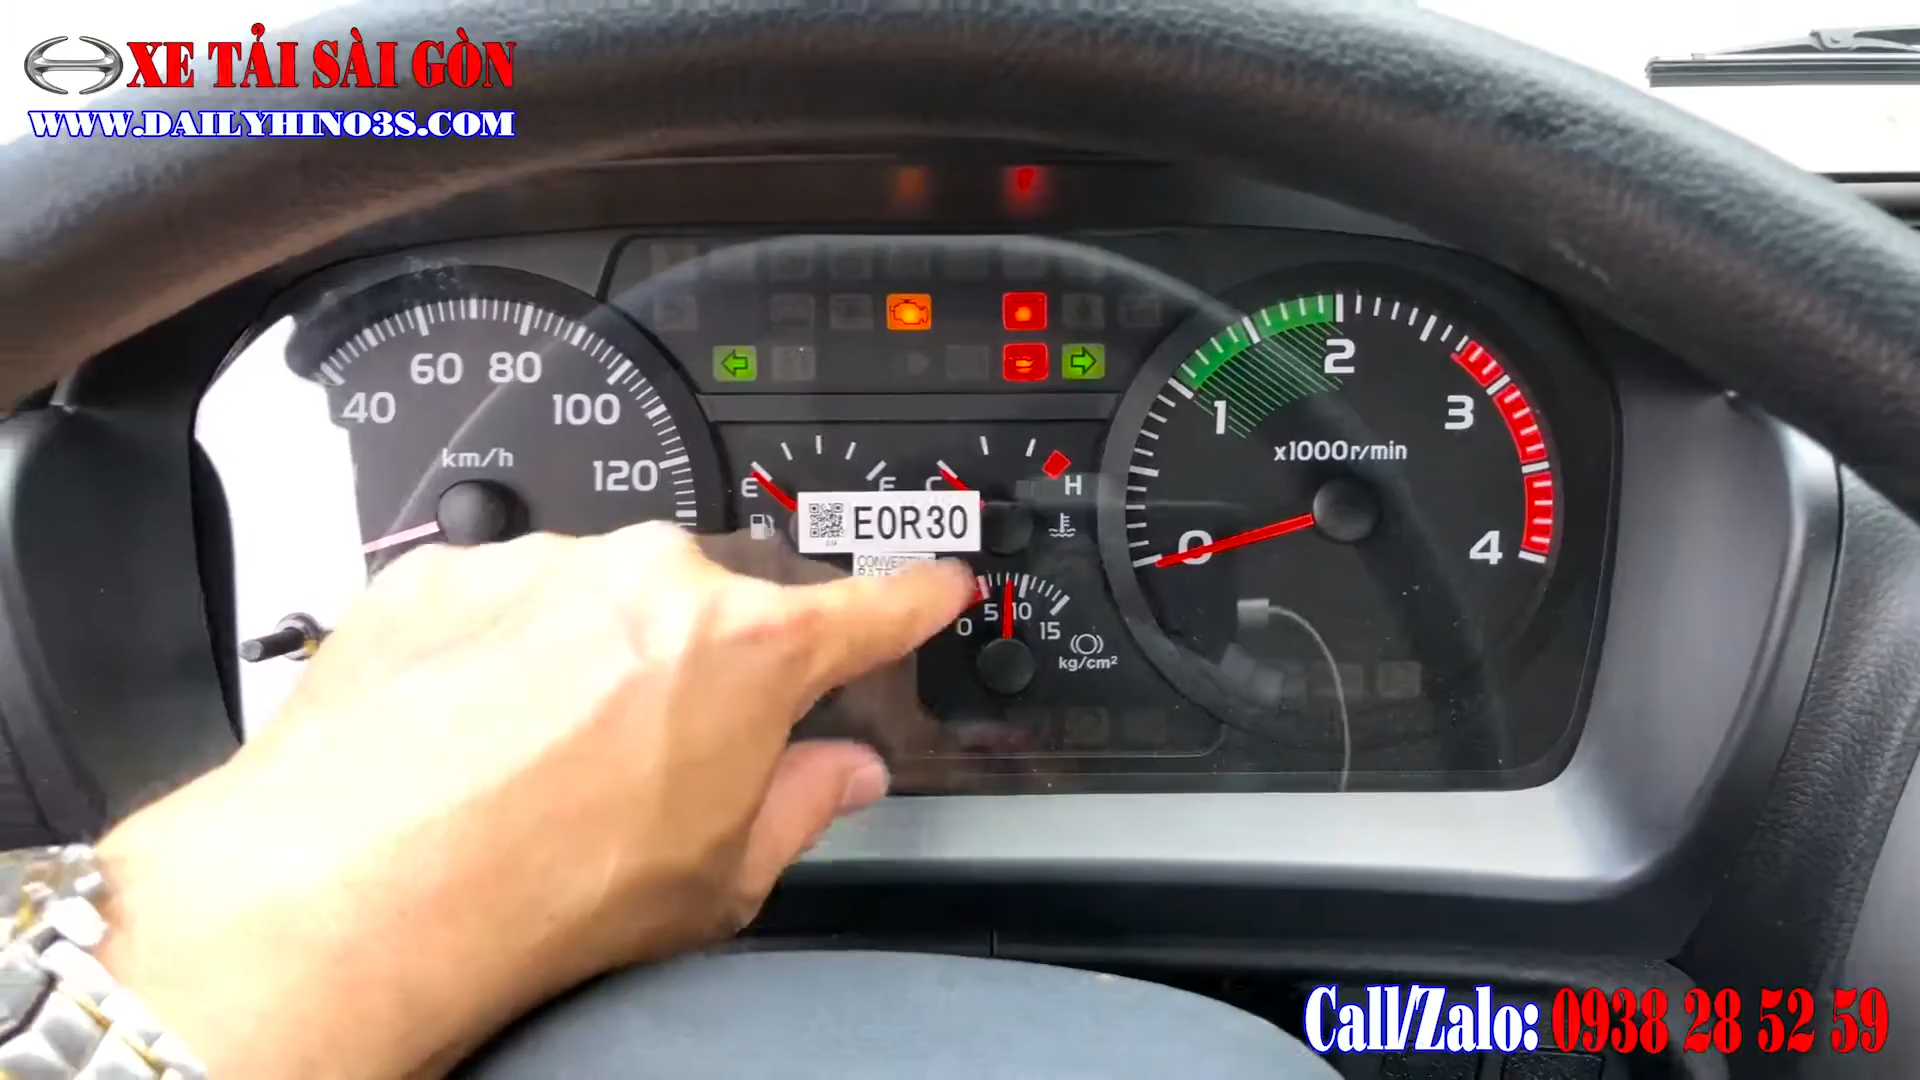 XE TẢI SÀI GÒN
WWW.DAILYHINO3S.COM
40 60 80 100 120
km/h
E F
C H
E0R30
0 5 10 15
kg/cm²
0 1 2 3 4
x1000r/min
Call/Zalo: 0938 28 52 59